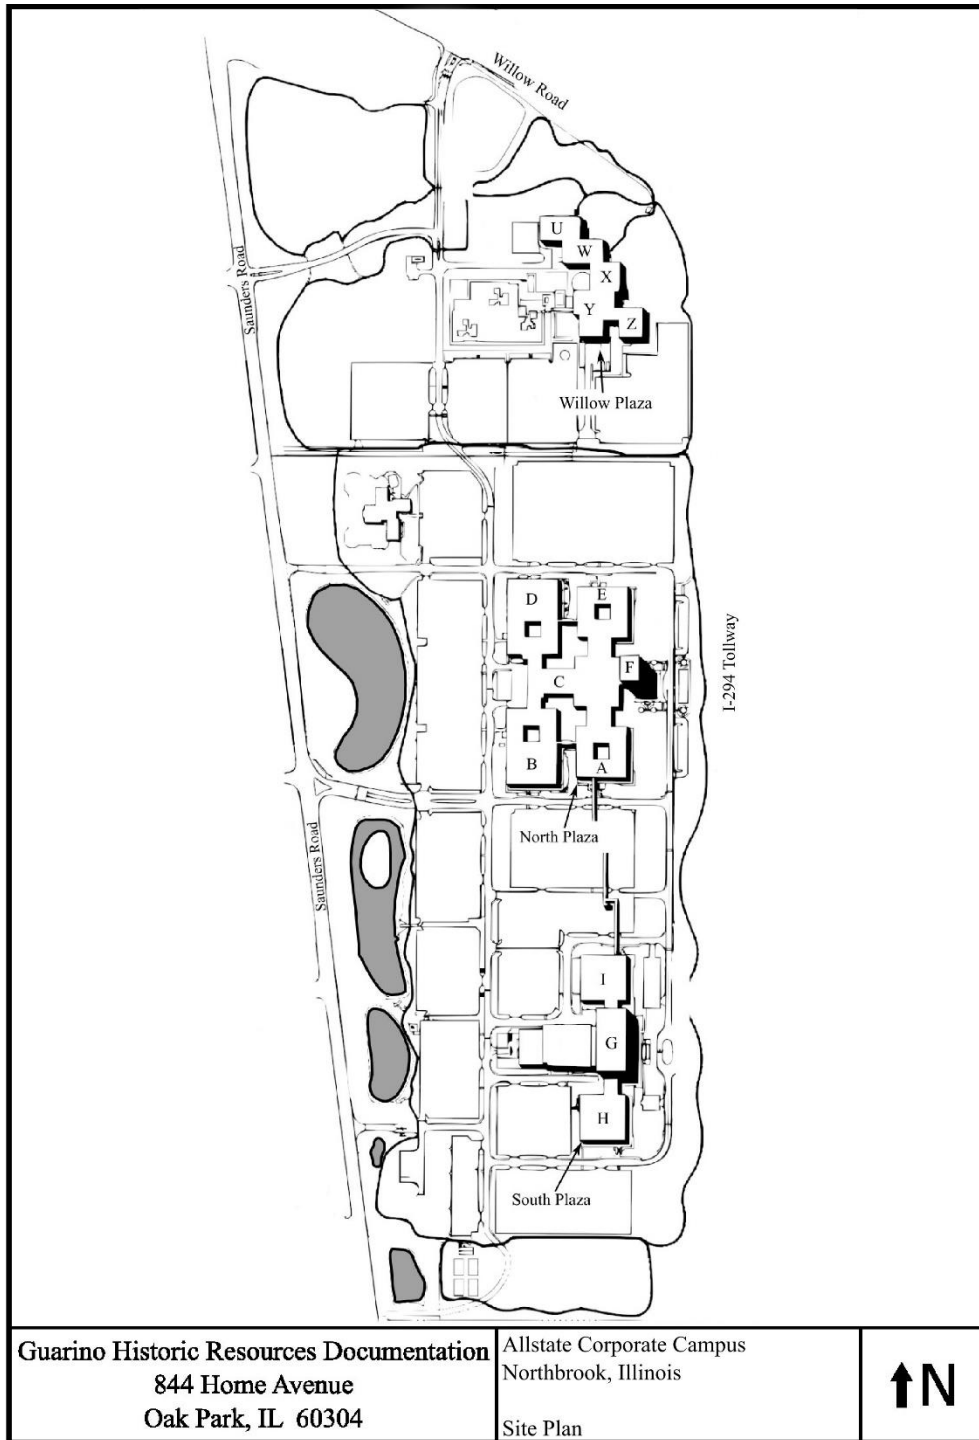 Willow Road
U
W
X
Y
Z
Saunders Road
Willow Plaza
D
E
F
C
I-294 Tollway
B
A
North Plaza
Saunders Road
I
G
H
South Plaza
Guarino Historic Resources Documentation
844 Home Avenue
Oak Park, IL 60304
Allstate Corporate Campus
Northbrook, Illinois
Site Plan
N